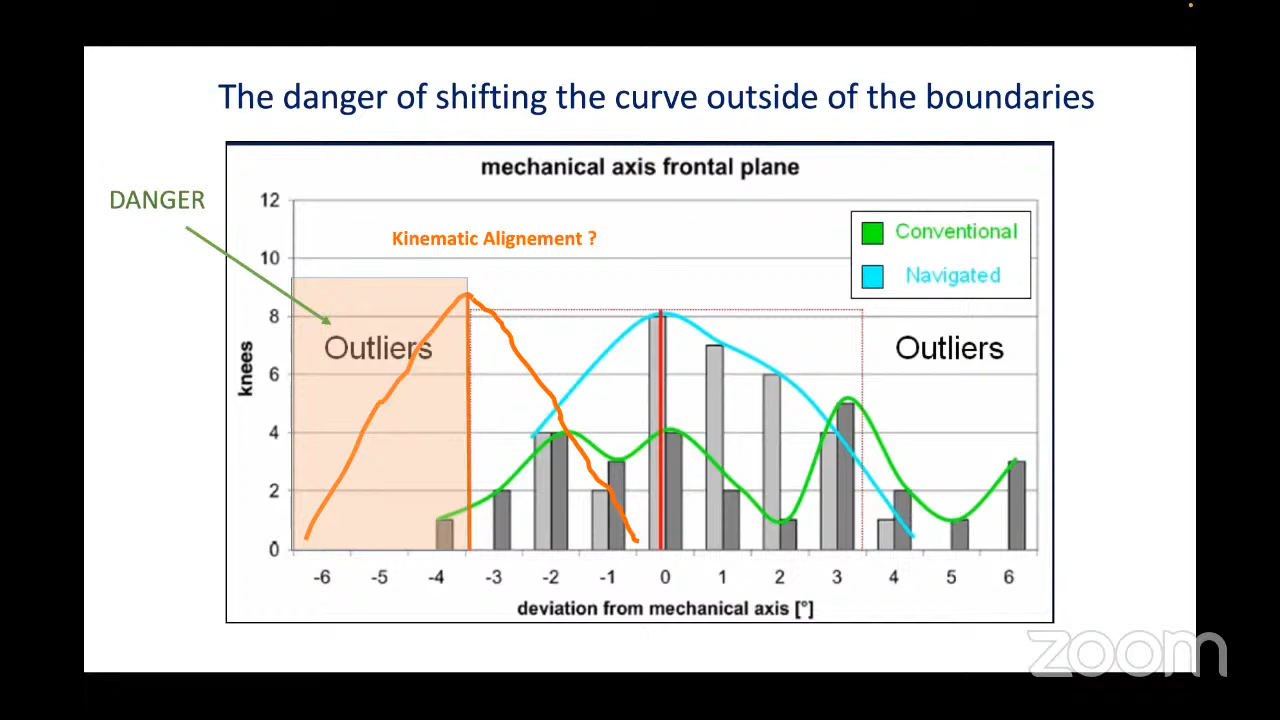 The danger of shifting the curve outside of the boundaries
mechanical axis frontal plane
DANGER
Kinematic Alignement ?
Conventional
Navigated
Outliers
Outliers
knees
12
10
8
6
4
2
0
-6 -5 -4 -3 -2 -1 0 1 2 3 4 5 6
deviation from mechanical axis [°]
zoom